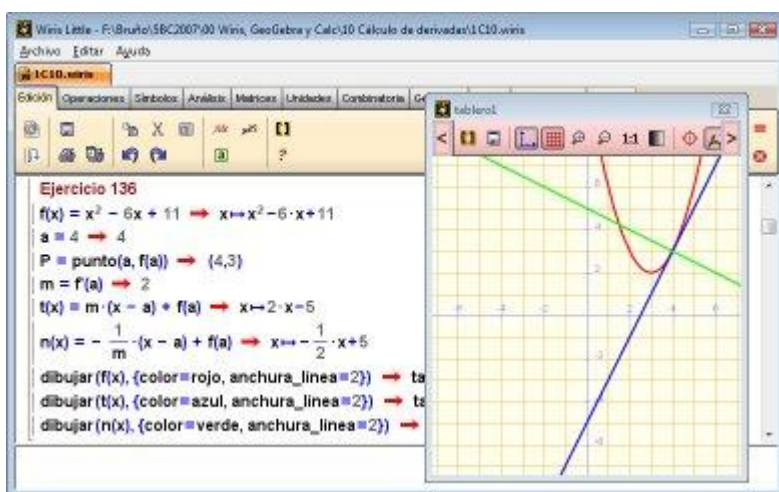 Wiris Little - F:\Bruño\SBC2007\00 Wiris, GeoGebra y Calc\10 Cálculo de derivadas\1C10.wiris
Archivo Editar Ayuda
1C10.wiris
Edición Operaciones Símbolos Análisis Matrices Unidades Combinatoria
tablero1
1:1
Ejercicio 136
f(x) = x² − 6x + 11 → x↦x²−6·x+11
a = 4 → 4
P = punto(a, f(a)) → (4,3)
m = f'(a) → 2
t(x) = m·(x − a) + f(a) → x↦2·x−5
n(x) = − 1/m ·(x − a) + f(a) → x↦− 1/2 ·x+5
dibujar(f(x), {color=rojo, anchura_linea=2}) → ta
dibujar(t(x), {color=azul, anchura_linea=2}) → ta
dibujar(n(x), {color=verde, anchura_linea=2}) →